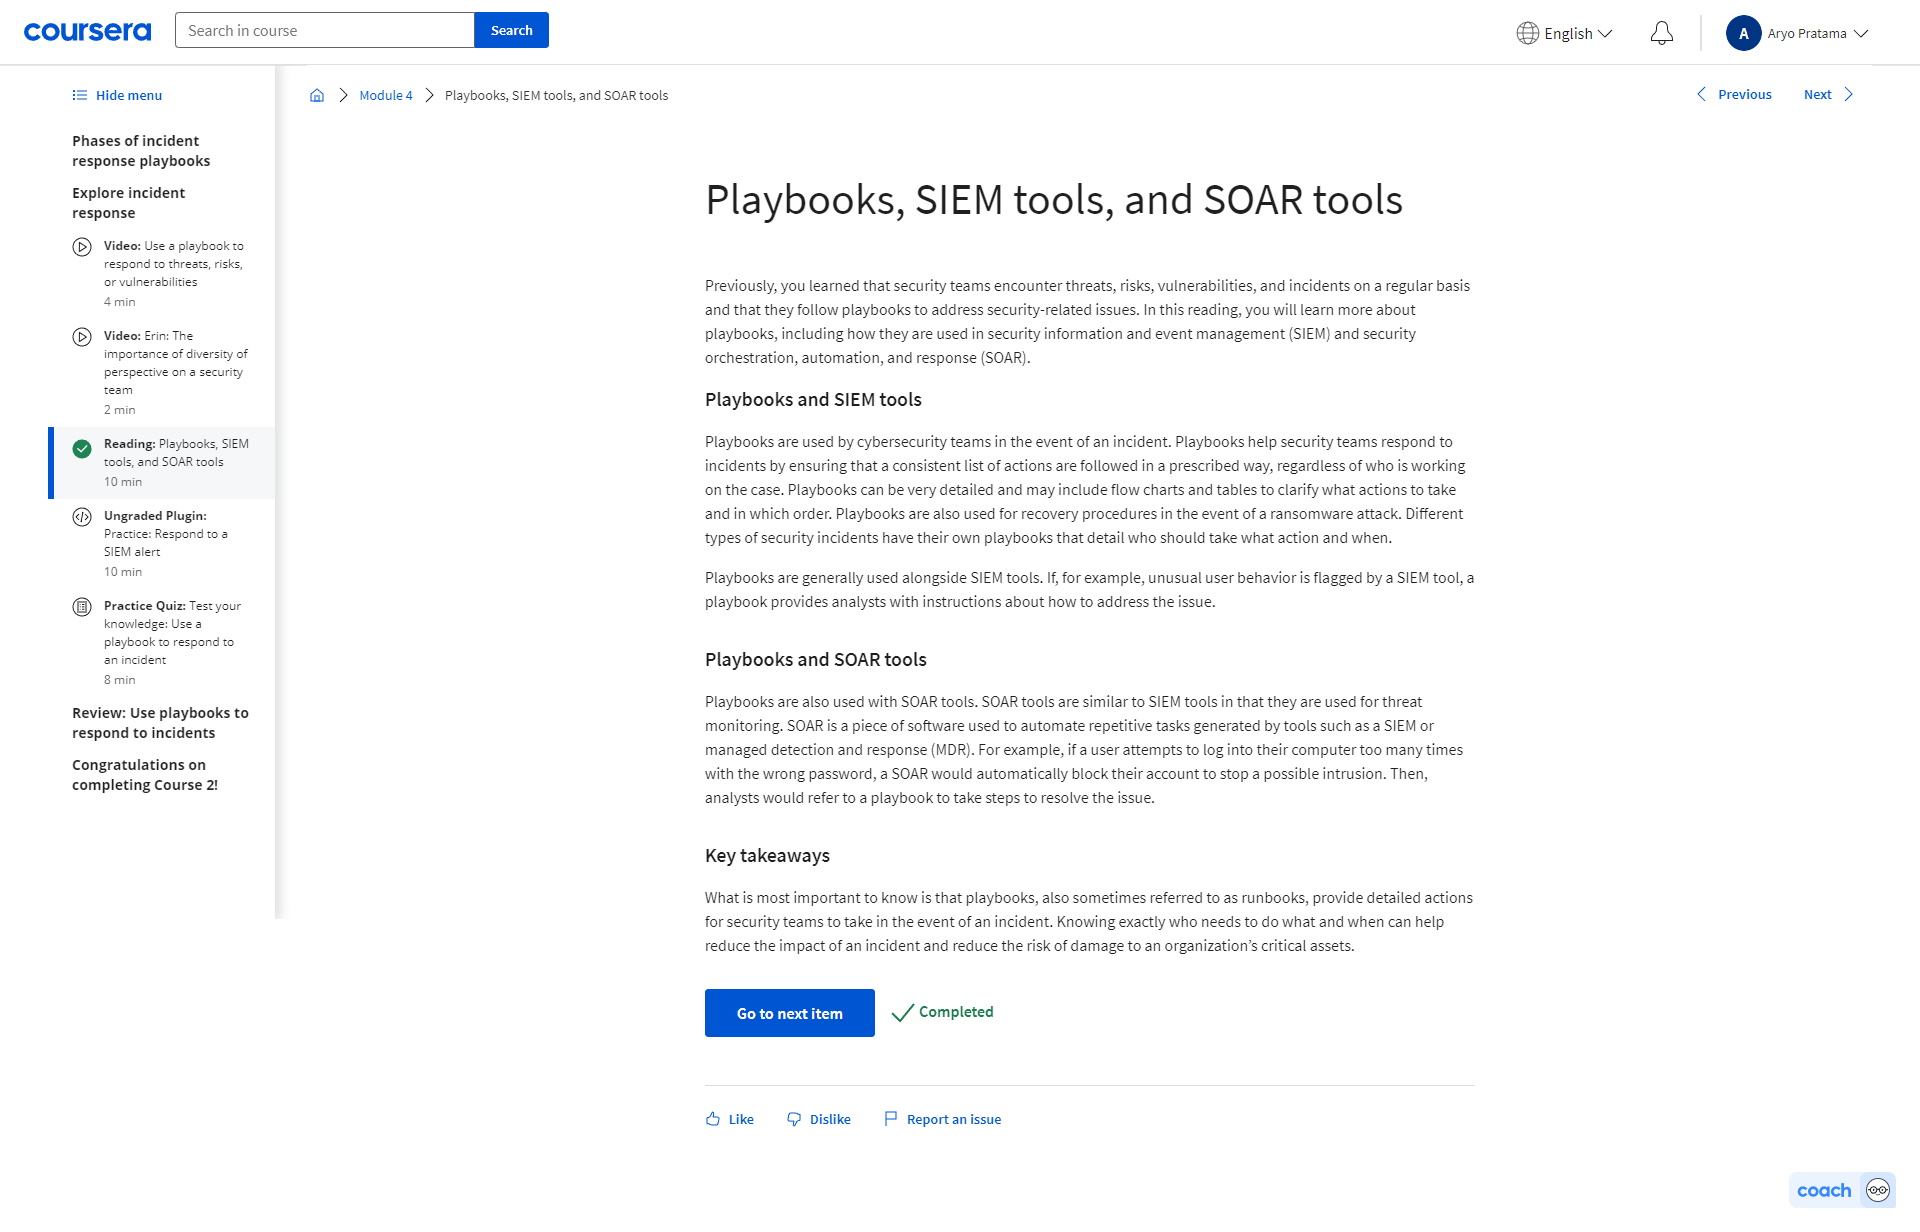 coursera
Search in course
Search
English
A
Aryo Pratama
Hide menu
Phases of incident
response playbooks
Explore incident
response
Video: Use a playbook to
respond to threats, risks,
or vulnerabilities
4 min
Video: Erin: The
importance of diversity of
perspective on a security
team
2 min
Reading: Playbooks, SIEM
tools, and SOAR tools
10 min
Ungraded Plugin:
Practice: Respond to a
SIEM alert
10 min
Practice Quiz: Test your
knowledge: Use a
playbook to respond to
an incident
8 min
Review: Use playbooks to
respond to incidents
Congratulations on
completing Course 2!
Module 4
Playbooks, SIEM tools, and SOAR tools
Previous
Next
Playbooks, SIEM tools, and SOAR tools
Previously, you learned that security teams encounter threats, risks, vulnerabilities, and incidents on a regular basis
and that they follow playbooks to address security-related issues. In this reading, you will learn more about
playbooks, including how they are used in security information and event management (SIEM) and security
orchestration, automation, and response (SOAR).
Playbooks and SIEM tools
Playbooks are used by cybersecurity teams in the event of an incident. Playbooks help security teams respond to
incidents by ensuring that a consistent list of actions are followed in a prescribed way, regardless of who is working
on the case. Playbooks can be very detailed and may include flow charts and tables to clarify what actions to take
and in which order. Playbooks are also used for recovery procedures in the event of a ransomware attack. Different
types of security incidents have their own playbooks that detail who should take what action and when.
Playbooks are generally used alongside SIEM tools. If, for example, unusual user behavior is flagged by a SIEM tool, a
playbook provides analysts with instructions about how to address the issue.
Playbooks and SOAR tools
Playbooks are also used with SOAR tools. SOAR tools are similar to SIEM tools in that they are used for threat
monitoring. SOAR is a piece of software used to automate repetitive tasks generated by tools such as a SIEM or
managed detection and response (MDR). For example, if a user attempts to log into their computer too many times
with the wrong password, a SOAR would automatically block their account to stop a possible intrusion. Then,
analysts would refer to a playbook to take steps to resolve the issue.
Key takeaways
What is most important to know is that playbooks, also sometimes referred to as runbooks, provide detailed actions
for security teams to take in the event of an incident. Knowing exactly who needs to do what and when can help
reduce the impact of an incident and reduce the risk of damage to an organization’s critical assets.
Go to next item
Completed
Like
Dislike
Report an issue
coach